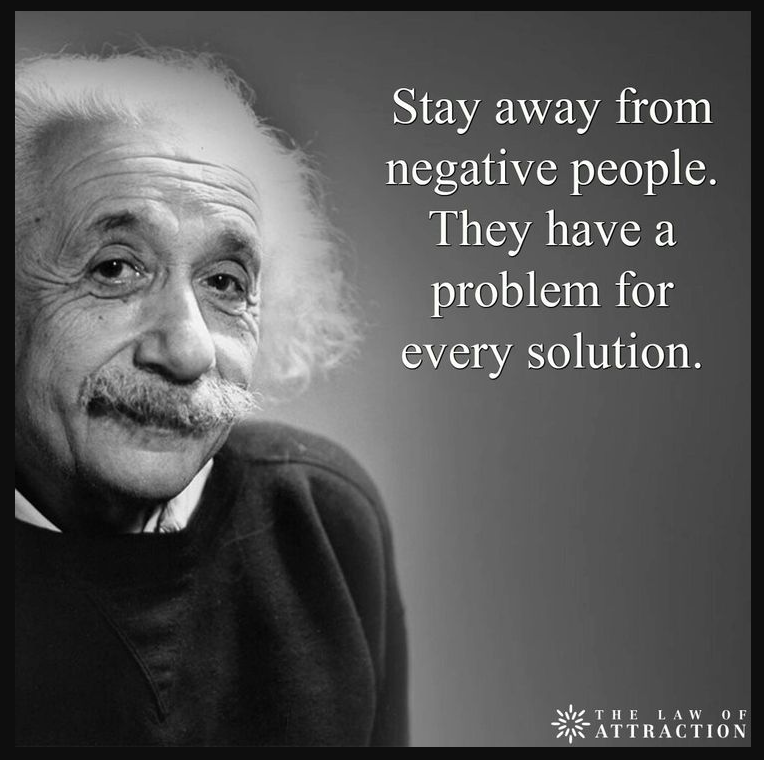 Stay away from
negative people.
They have a
problem for
every solution.
THE LAW OF
ATTRACTION